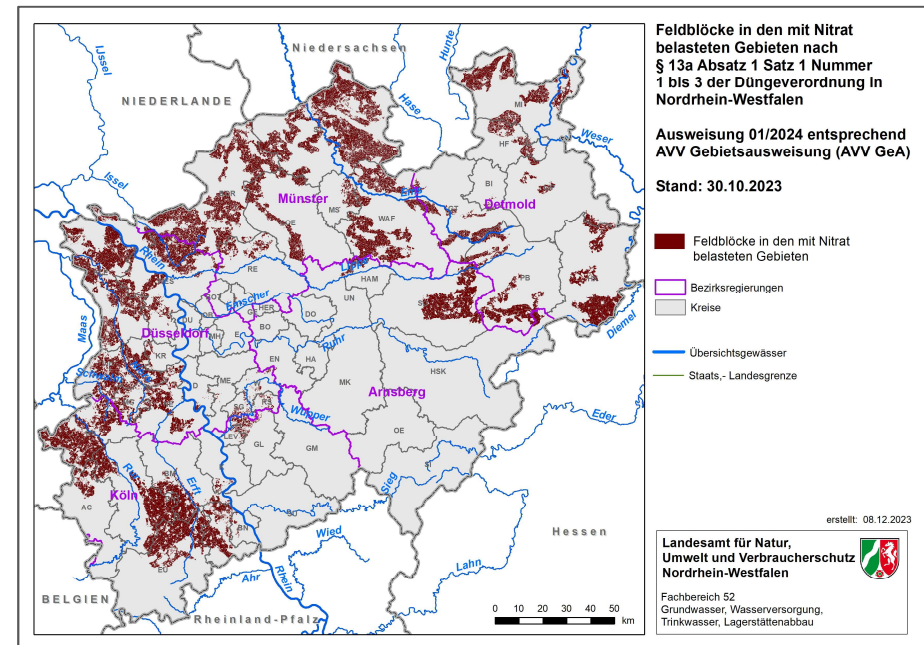 Feldblöcke in den mit Nitrat
belasteten Gebieten nach
§ 13a Absatz 1 Satz 1 Nummer
1 bis 3 der Düngeverordnung In
Nordrhein-Westfalen
Ausweisung 01/2024 entsprechend
AVV Gebietsausweisung (AVV GeA)
Stand: 30.10.2023
Feldblöcke in den mit Nitrat
belasteten Gebieten
Bezirksregierungen
Kreise
Übersichtsgewässer
Staats,- Landesgrenze
erstellt: 08.12.2023
Landesamt für Natur,
Umwelt und Verbraucherschutz
Nordrhein-Westfalen
Fachbereich 52
Grundwasser, Wasserversorgung,
Trinkwasser, Lagerstättenabbau
Niedersachsen
NIEDERLANDE
IJssel
Hunte
Hase
Weser
MI
HF
Issel
Münster
MS
WAF
Ems
BI
Detmold
Rhein
RE
Lippe
HAM
UN
PB
Diemel
Emscher
HER
DO
BO
E
MH
DU
Düsseldorf
Ruhr
Maas
KR
EN
HA
HSK
ME
D
MK
Arnsberg
Wupper
Eder
LEV
GL
GM
OE
SI
Sieg
Erft
BM
Köln
AC
BN
SU
EU
Wied
Lahn
Ahr
Rhein
Hessen
BELGIEN
Rheinland-Pfalz
0 10 20 30 40 50
km